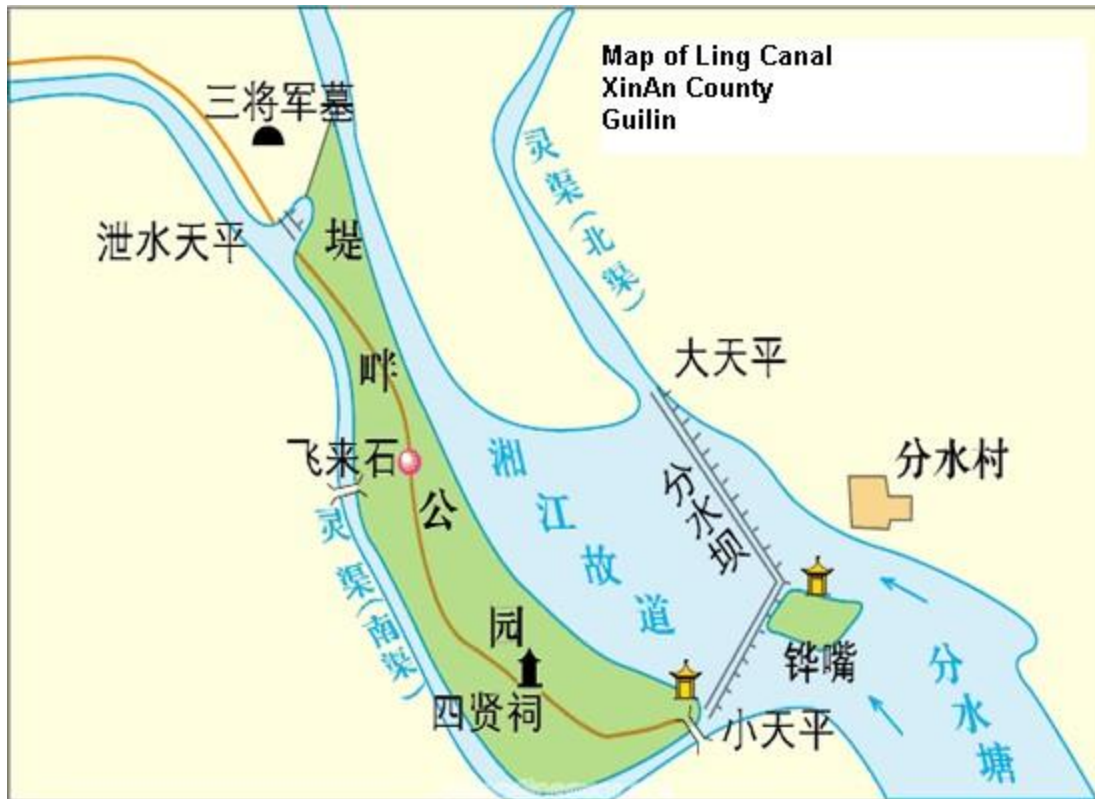 Map of Ling Canal
XinAn County
Guilin
三将军墓
灵渠(北渠)
泄水天平
堤畔公园
大天平
飞来石
湘江故道
分水坝
分水村
灵渠(南渠)
四贤祠
铧嘴
小天平
分水塘